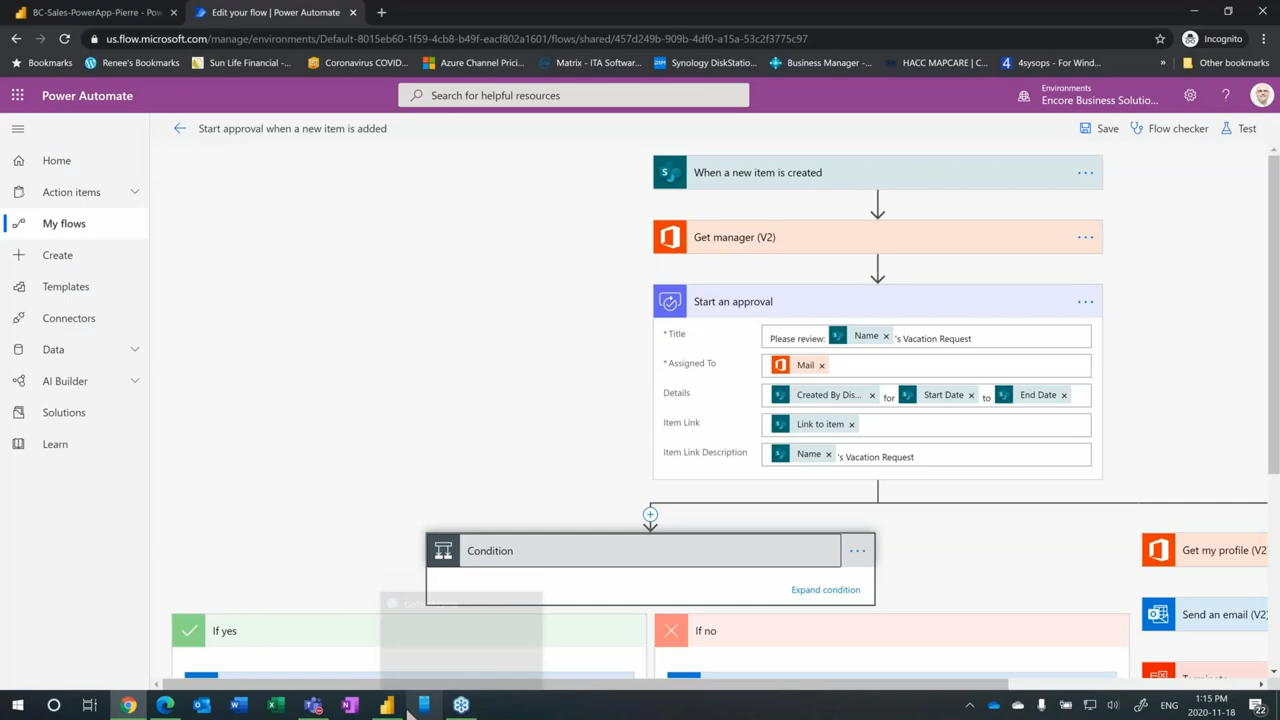 BC-Sales-PowerApp-Pierre - Pow
Edit your flow | Power Automate
us.flow.microsoft.com/manage/environments/Default-8015eb60-1f59-4cb8-b49f-eacf802a1601/flows/shared/457d249b-909b-4df0-a15a-53c2f3775c97
Incognito
Bookmarks
Renee's Bookmarks
Sun Life Financial -...
Coronavirus COVID...
Azure Channel Prici...
Matrix - ITA Softwar...
Synology DiskStatio...
Business Manager -...
HACC MAPCARE | C...
4sysops - For Wind...
Other bookmarks
Power Automate
Search for helpful resources
Environments
Encore Business Solutio...
Start approval when a new item is added
Save
Flow checker
Test
Home
Action items
My flows
Create
Templates
Connectors
Data
AI Builder
Solutions
Learn
When a new item is created
Get manager (V2)
Start an approval
* Title
Please review: Name 's Vacation Request
* Assigned To
Mail
Details
Created By Dis... for Start Date to End Date
Item Link
Link to item
Item Link Description
Name 's Vacation Request
Condition
Expand condition
If yes
If no
Get my profile (V2)
Send an email (V2)
ENG
1:15 PM
2020-11-18
22